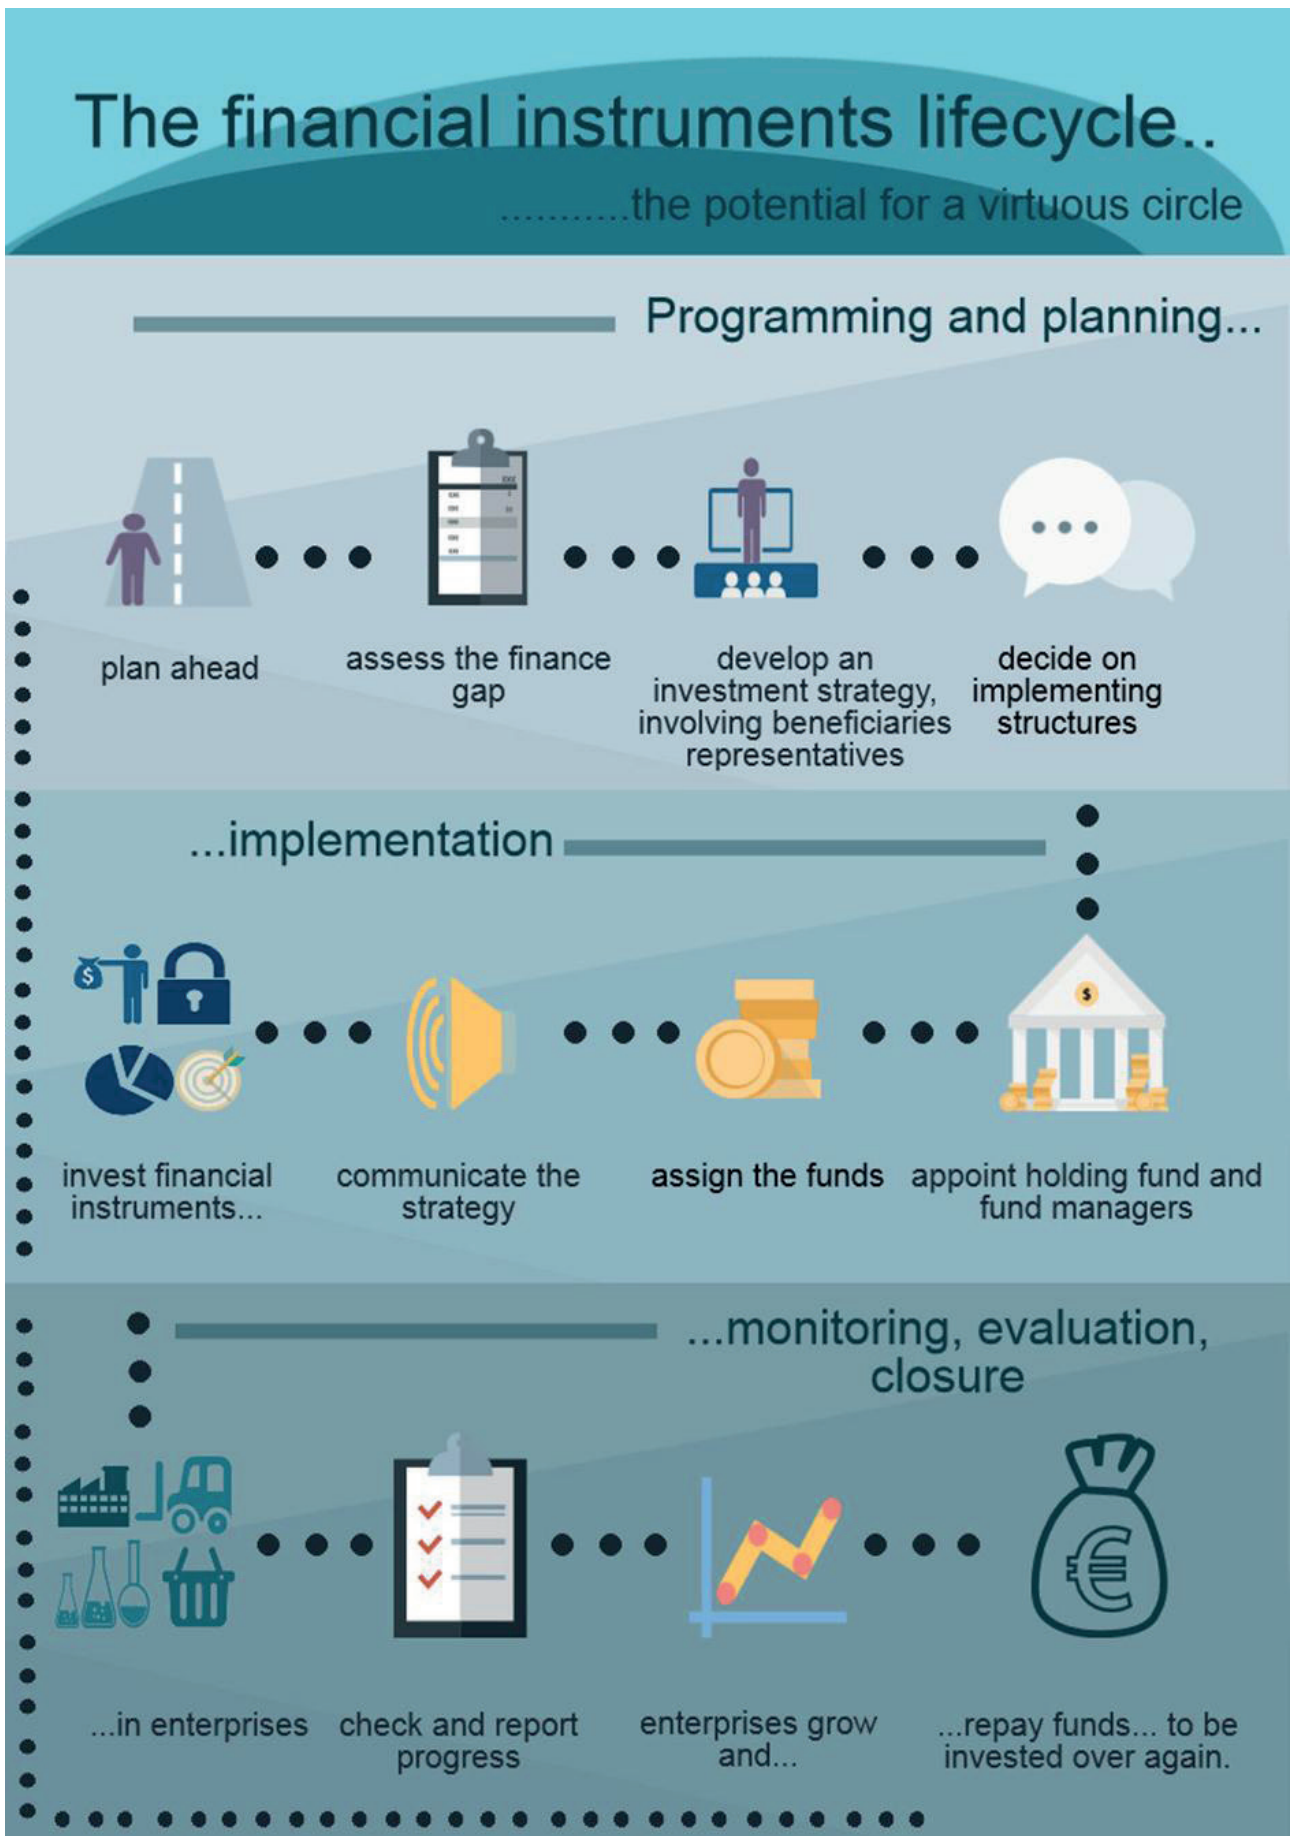 The financial instruments lifecycle..
...........the potential for a virtuous circle
Programming and planning...
plan ahead
assess the finance
gap
develop an
investment strategy,
involving beneficiaries
representatives
decide on
implementing
structures
...implementation
$
$
invest financial
instruments...
communicate the
strategy
assign the funds
appoint holding fund and
fund managers
...monitoring, evaluation,
closure
€
...in enterprises
check and report
progress
enterprises grow
and...
...repay funds... to be
invested over again.